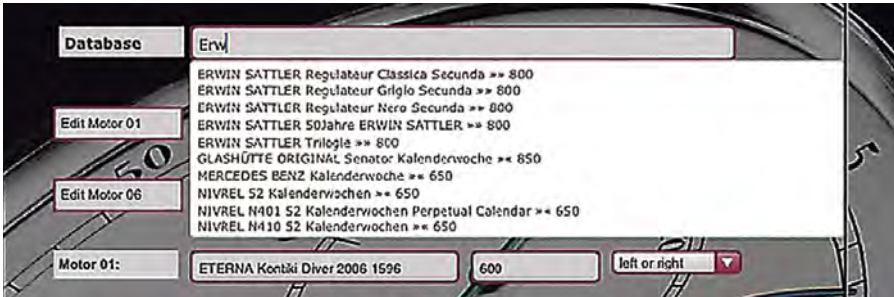 Database
Erw
ERWIN SATTLER Regulateur Classica Secunda »» 800
ERWIN SATTLER Regulateur Grigio Secunda »» 800
ERWIN SATTLER Regulateur Nero Secunda »» 800
ERWIN SATTLER 50Jahre ERWIN SATTLER »» 800
ERWIN SATTLER Trilogie »» 800
GLASHÜTTE ORIGINAL Senator Kalenderwoche »« 850
MERCEDES BENZ Kalenderwoche »« 650
NIVREL 52 Kalenderwochen »« 650
NIVREL N401 52 Kalenderwochen Perpetual Calendar »« 650
NIVREL N410 52 Kalenderwochen »« 650
Edit Motor 01
50
5
Edit Motor 06
Motor 01:
ETERNA Kontiki Diver 2006 1596
600
left or right